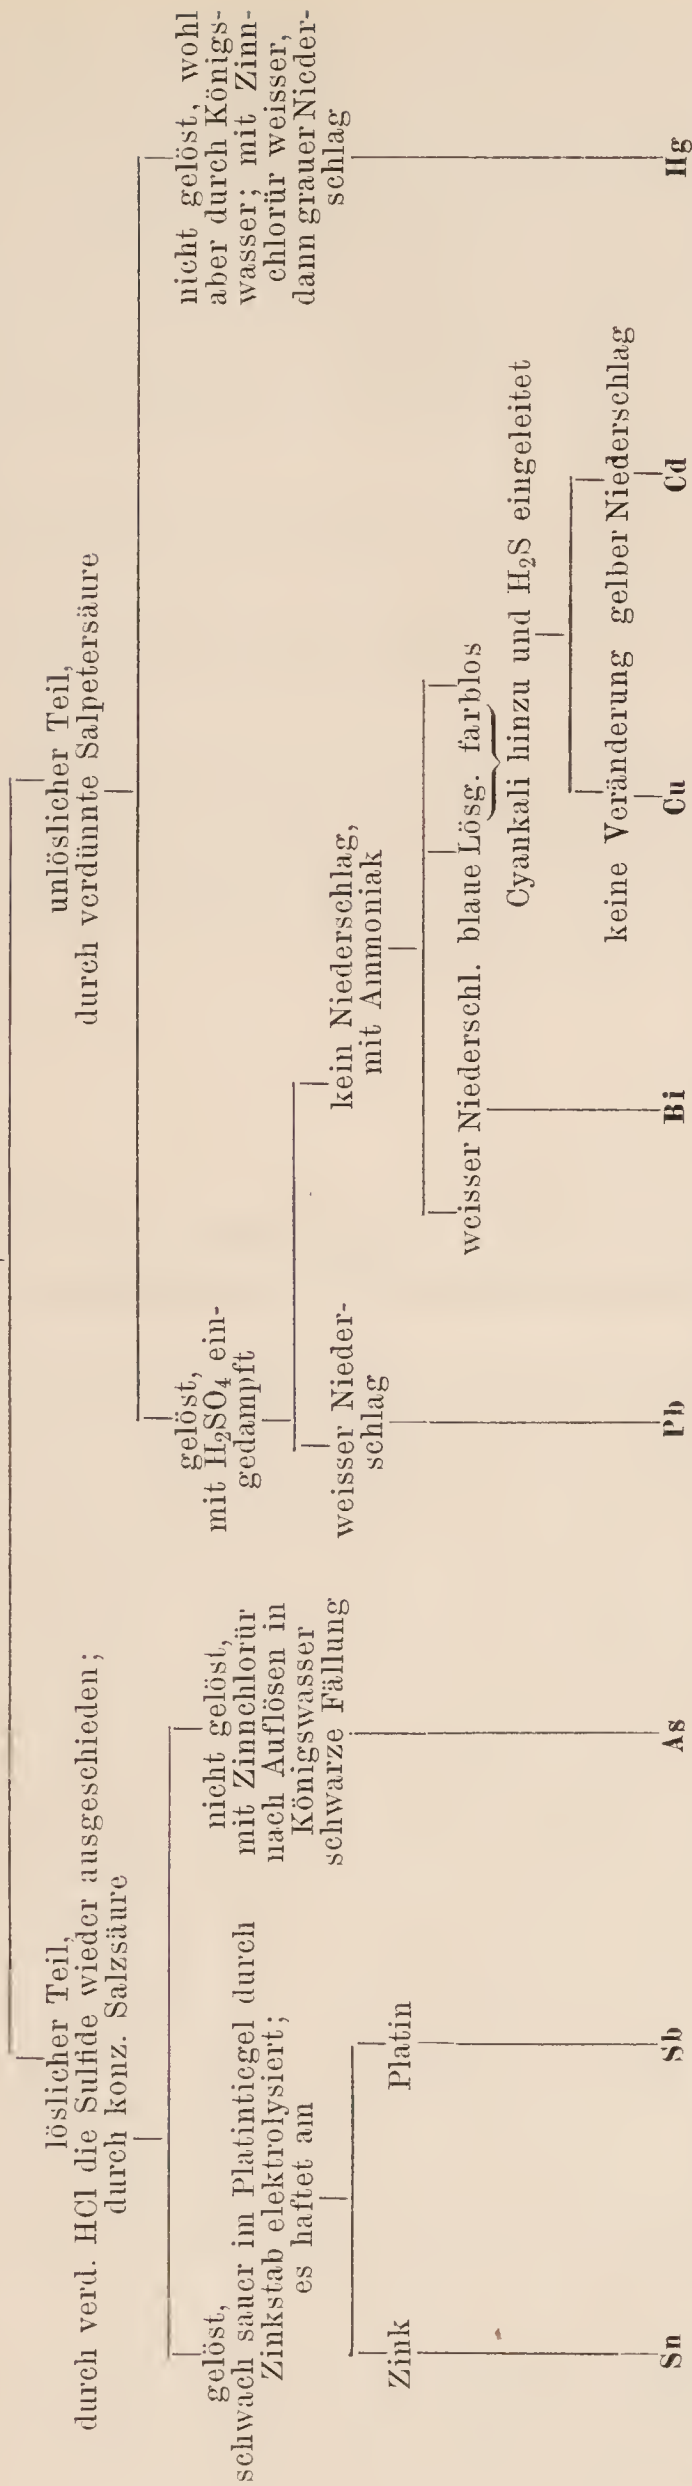 löslicher Teil,
durch verd. HCl die Sulfide wieder ausgeschieden;
durch konz. Salzsäure
gelöst,
schwach sauer im Platintiegel durch
Zinkstab elektrolysiert;
es haftet am
Zink
Sn
Platin
Sb
nicht gelöst,
mit Zinnchlorür
nach Auflösen in
Königswasser
schwarze Fällung
As
unlöslicher Teil,
durch verdünnte Salpetersäure
gelöst,
mit H₂SO₄ ein-
gedampft
weisser Nieder-
schlag
Pb
kein Niederschlag,
mit Ammoniak
weisser Niederschl. blaue Lösg. farblos
Bi
Cyankali hinzu und H₂S eingeleitet
keine Veränderung gelber Niederschlag
Cu
Cd
nicht gelöst, wohl
aber durch Königs-
wasser; mit Zinn-
chlorür weisser,
dann grauer Nieder-
schlag
Hg